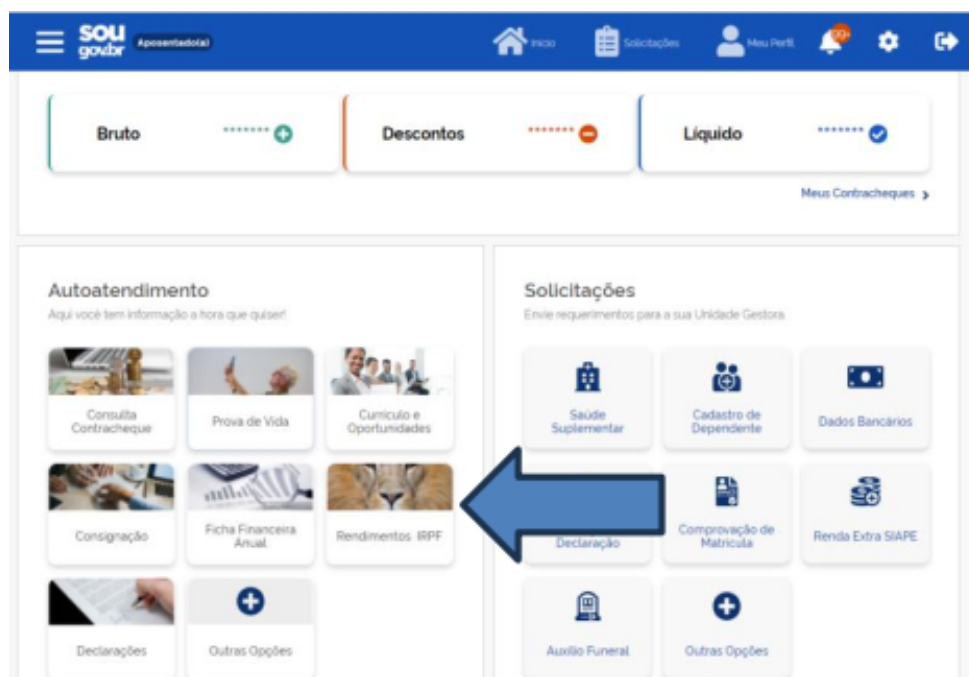 SOU
gov.br
Aposentado(a)
Início
Solicitações
Meu Perfil
99+
Bruto
******* 
Descontos
*******
Líquido
*******
Meus Contracheques
Autoatendimento
Aqui você tem informação a hora que quiser!
Consulta
Contracheque
Prova de Vida
Currículo e
Oportunidades
Consignação
Ficha Financeira
Anual
Rendimentos IRPF
Declarações
Outras Opções
Solicitações
Envie requerimentos para a sua Unidade Gestora.
Saúde
Suplementar
Cadastro de
Dependente
Dados Bancários
Declaração
Comprovação de
Matrícula
Renda Extra SIAPE
Auxílio Funeral
Outras Opções